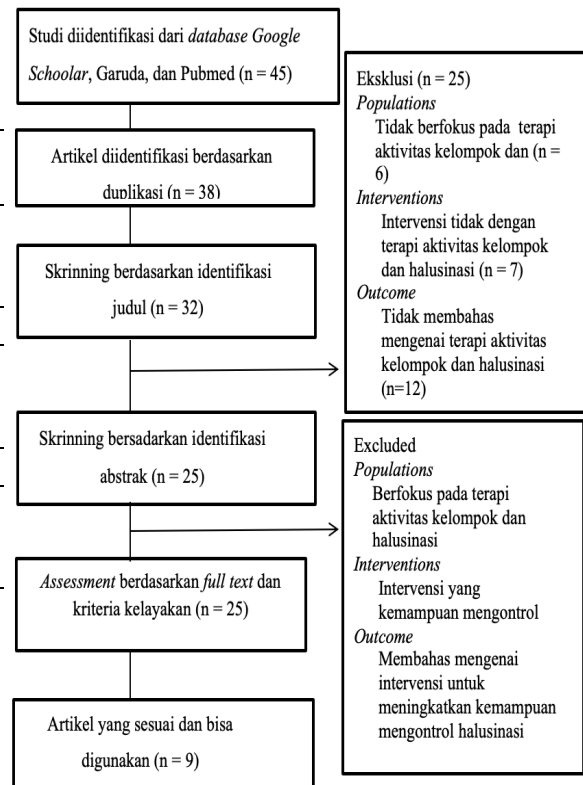 Studi diidentifikasi dari database Google
Schoolar, Garuda, dan Pubmed (n = 45)
Artikel diidentifikasi berdasarkan
duplikasi (n = 38)
Skrinning berdasarkan identifikasi
judul (n = 32)
Skrinning bersadarkan identifikasi
abstrak (n = 25)
Assessment berdasarkan full text dan
kriteria kelayakan (n = 25)
Artikel yang sesuai dan bisa
digunakan (n = 9)
Eksklusi (n = 25)
Populations
Tidak berfokus pada terapi
aktivitas kelompok dan (n =
6)
Interventions
Intervensi tidak dengan
terapi aktivitas kelompok
dan halusinasi (n = 7)
Outcome
Tidak membahas
mengenai terapi aktivitas
kelompok dan halusinasi
(n=12)
Excluded
Populations
Berfokus pada terapi
aktivitas kelompok dan
halusinasi
Interventions
Intervensi yang
kemampuan mengontrol
Outcome
Membahas mengenai
intervensi untuk
meningkatkan kemampuan
mengontrol halusinasi